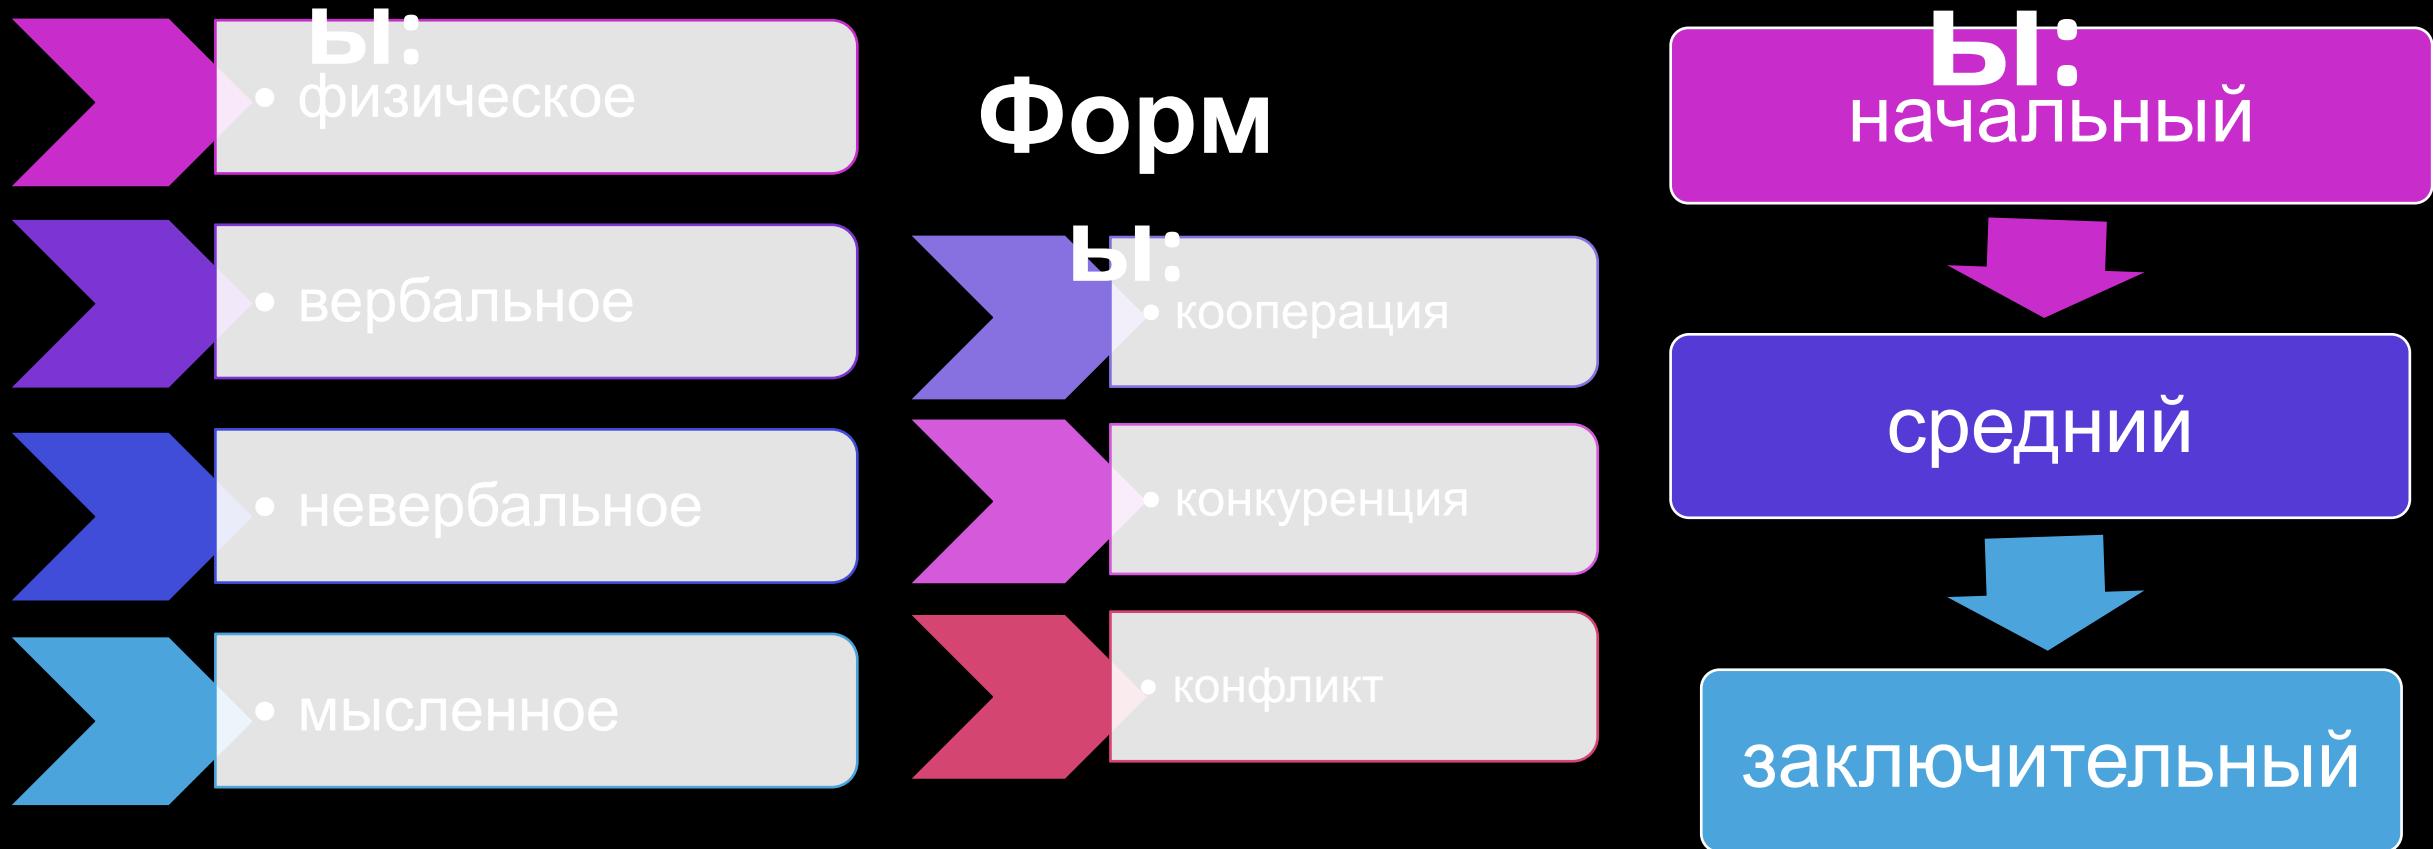 ы:
• физическое
• вербальное
• невербальное
• мысленное
Форм
ы:
• кооперация
• конкуренция
• конфликт
ы:
начальный
средний
заключительный